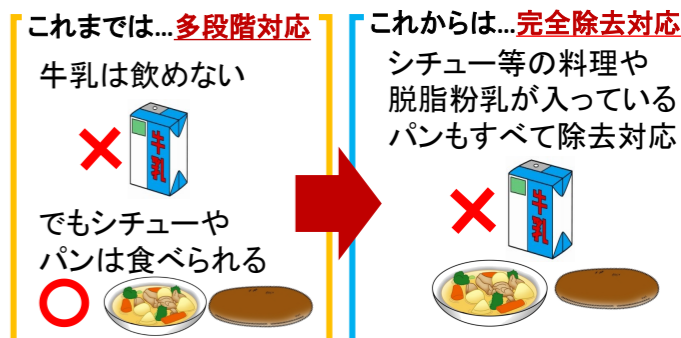 これまでは…多段階対応
牛乳は飲めない
牛乳
でもシチューや
パンは食べられる
これからは…完全除去対応
シチュー等の料理や
脱脂粉乳が入っている
パンもすべて除去対応
牛乳